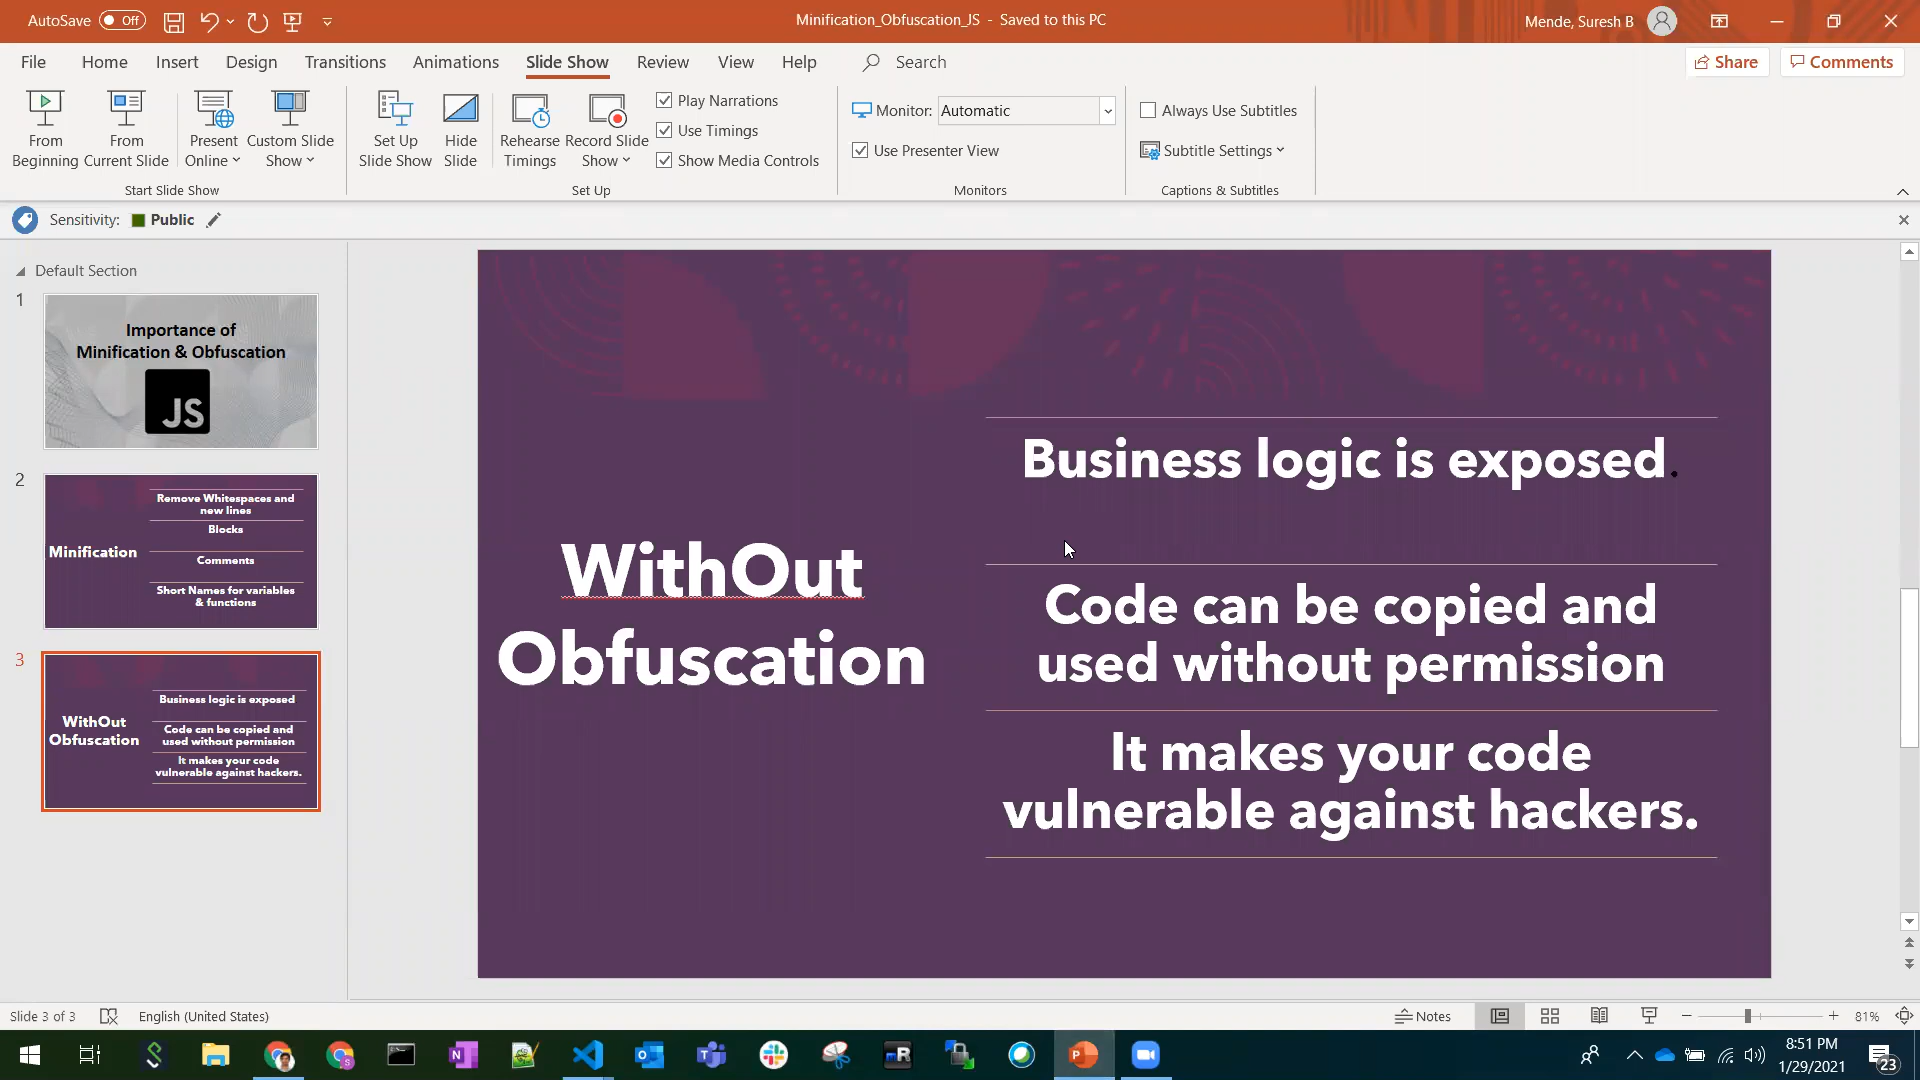 AutoSave Off
Minification_Obfuscation_JS - Saved to this PC
Mende, Suresh B
File Home Insert Design Transitions Animations Slide Show Review View Help Search
Share Comments
From Beginning
From Current Slide
Present Online
Custom Slide Show
Start Slide Show
Set Up Slide Show
Hide Slide
Rehearse Timings
Record Slide Show
Play Narrations
Use Timings
Show Media Controls
Set Up
Monitor: Automatic
Use Presenter View
Monitors
Always Use Subtitles
Subtitle Settings
Captions & Subtitles
Sensitivity: Public
Default Section
1
Importance of
Minification & Obfuscation
JS
2
Minification
Remove Whitespaces and
new lines
Blocks
Comments
Short Names for variables
& functions
3
WithOut
Obfuscation
Business logic is exposed
Code can be copied and
used without permission
It makes your code
vulnerable against hackers.
WithOut
Obfuscation
Business logic is exposed.
Code can be copied and
used without permission
It makes your code
vulnerable against hackers.
Slide 3 of 3
English (United States)
Notes
81%
8:51 PM
1/29/2021
23